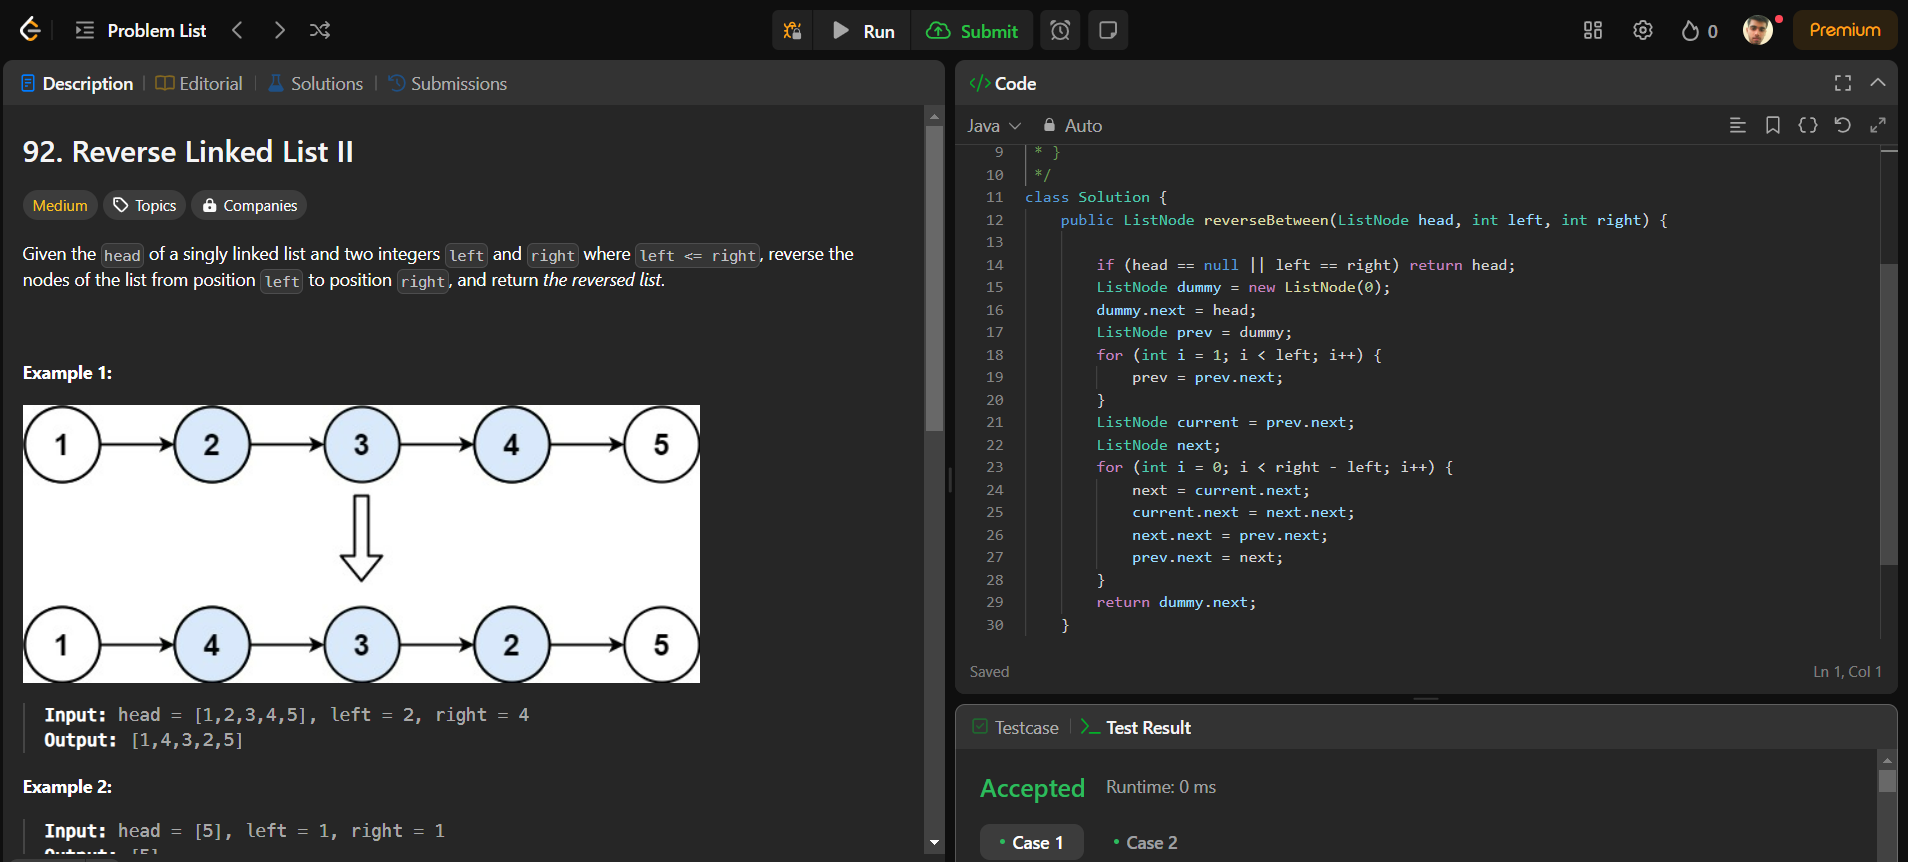 Problem List
Run
Submit
0
Premium
Description
Editorial
Solutions
Submissions
92. Reverse Linked List II
Medium
Topics
Companies
Given the head of a singly linked list and two integers left and right where left <= right, reverse the
nodes of the list from position left to position right, and return the reversed list.
Example 1:
1 2 3 4 5
1 4 3 2 5
Input: head = [1,2,3,4,5], left = 2, right = 4
Output: [1,4,3,2,5]
Example 2:
Input: head = [5], left = 1, right = 1
</> Code
Java
Auto
9 * }
10 */
11 class Solution {
12 public ListNode reverseBetween(ListNode head, int left, int right) {
13
14 if (head == null || left == right) return head;
15 ListNode dummy = new ListNode(0);
16 dummy.next = head;
17 ListNode prev = dummy;
18 for (int i = 1; i < left; i++) {
19 prev = prev.next;
20 }
21 ListNode current = prev.next;
22 ListNode next;
23 for (int i = 0; i < right - left; i++) {
24 next = current.next;
25 current.next = next.next;
26 next.next = prev.next;
27 prev.next = next;
28 }
29 return dummy.next;
30 }
Saved
Ln 1, Col 1
Testcase
Test Result
Accepted
Runtime: 0 ms
Case 1
Case 2